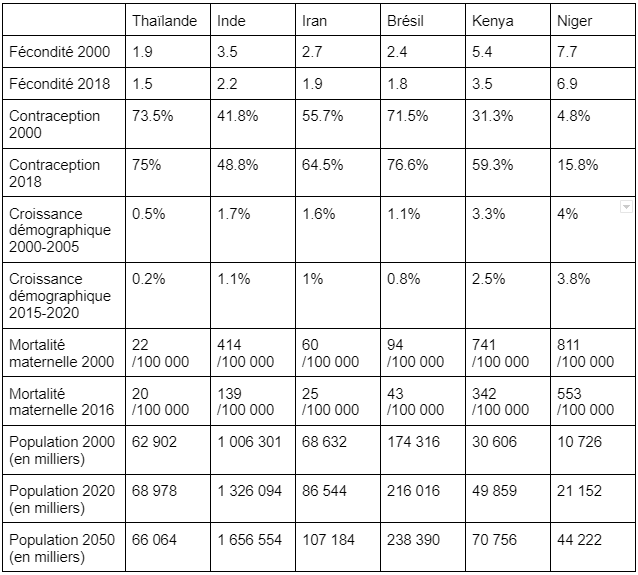 Thaïlande Inde Iran Brésil Kenya Niger
Fécondité 2000 1.9 3.5 2.7 2.4 5.4 7.7
Fécondité 2018 1.5 2.2 1.9 1.8 3.5 6.9
Contraception 73.5% 41.8% 55.7% 71.5% 31.3% 4.8%
2000
Contraception 75% 48.8% 64.5% 76.6% 59.3% 15.8%
2018
Croissance 0.5% 1.7% 1.6% 1.1% 3.3% 4%
démographique
2000-2005
Croissance 0.2% 1.1% 1% 0.8% 2.5% 3.8%
démographique
2015-2020
Mortalité 22 414 60 94 741 811
maternelle 2000 /100 000 /100 000 /100 000 /100 000 /100 000 /100 000
Mortalité 20 139 25 43 342 553
maternelle 2016 /100 000 /100 000 /100 000 /100 000 /100 000 /100 000
Population 2000 62 902 1 006 301 68 632 174 316 30 606 10 726
(en milliers)
Population 2020 68 978 1 326 094 86 544 216 016 49 859 21 152
(en milliers)
Population 2050 66 064 1 656 554 107 184 238 390 70 756 44 222
(en milliers)